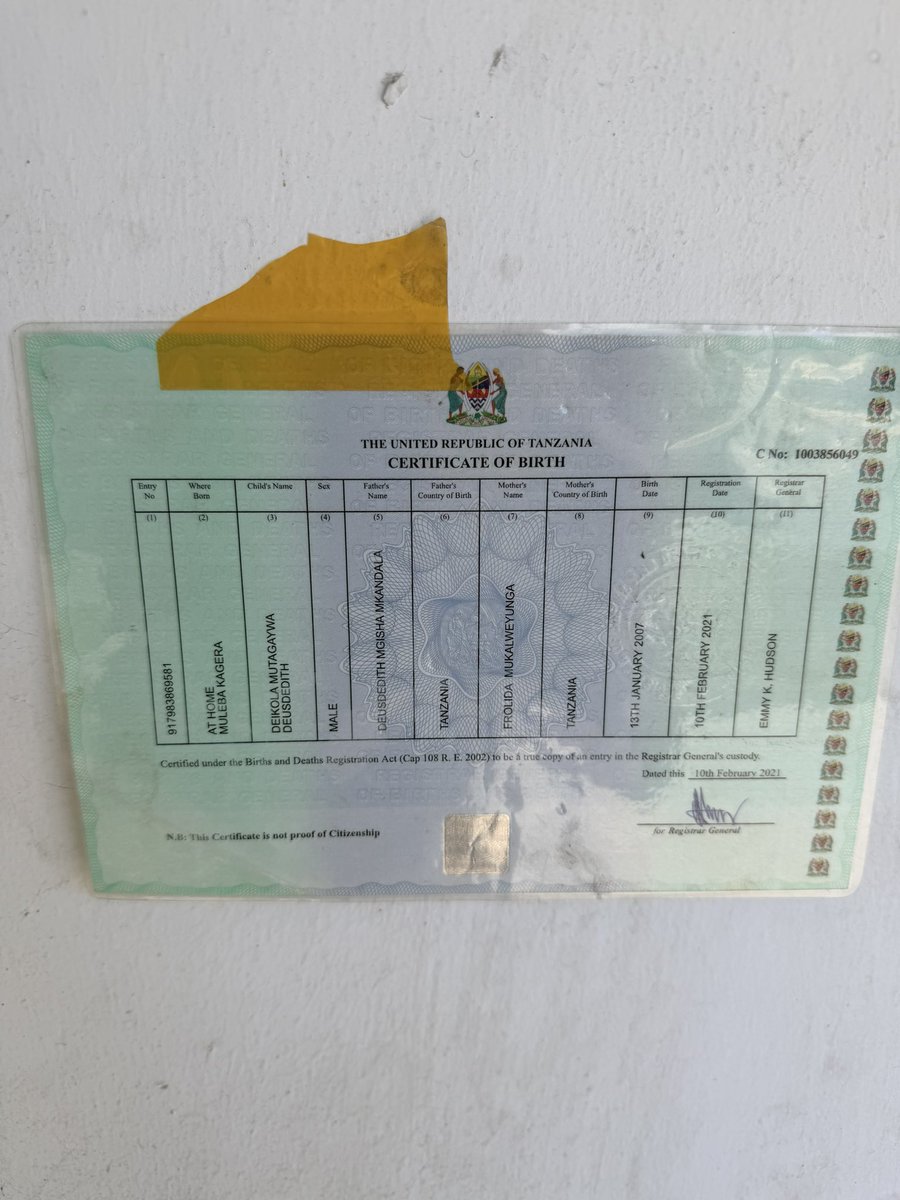 THE UNITED REPUBLIC OF TANZANIA
CERTIFICATE OF BIRTH
C No: 1003856049
Entry No
Where Born
Child's Name
Sex
Father's Name
Father's Country of Birth
Mother's Name
Mother's Country of Birth
Birth Date
Registration Date
Registrar General
(1)
(2)
(3)
(4)
(5)
(6)
(7)
(8)
(9)
(10)
(11)
917983869581
AT HOME
MULEBA KAGERA
DEIKOLA MUTAGAYWA
DEUSDEDITH
MALE
DEUSDEDITH MGISHA MKANDALA
TANZANIA
FROLIDA MUKALWEYUNGA
TANZANIA
13TH JANUARY 2007
10TH FEBRUARY 2021
EMMY K. HUDSON
Certified under the Births and Deaths Registration Act (Cap 108 R. E. 2002) to be a true copy of an entry in the Registrar General's custody.
Dated this 10th February 2021
for Registrar General
N.B: This Certificate is not proof of Citizenship